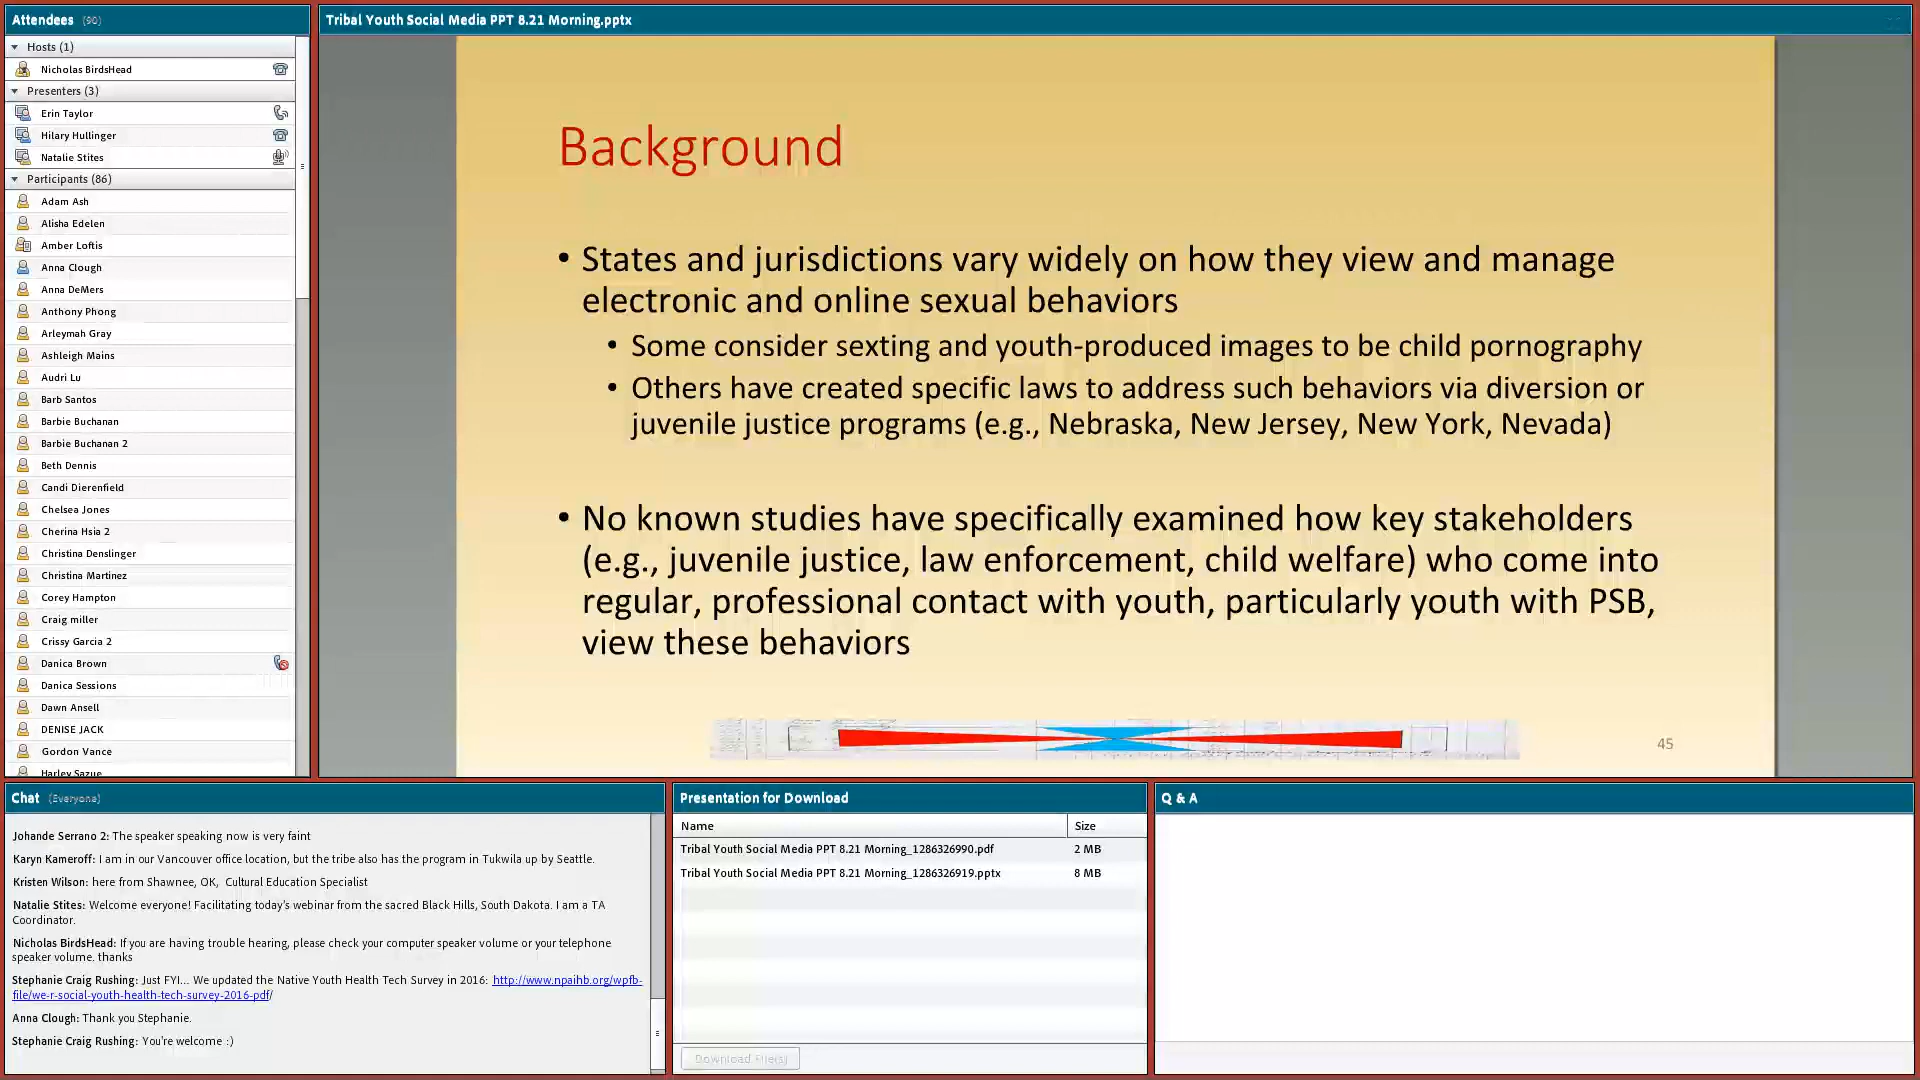 Attendees (90)
Hosts (1)
Nicholas BirdsHead
Presenters (3)
Erin Taylor
Hilary Hullinger
Natalie Stites
Participants (86)
Adam Ash
Alisha Edelen
Amber Loftis
Anna Clough
Anna DeMers
Anthony Phong
Arleymah Gray
Ashleigh Mains
Audri Lu
Barb Santos
Barbie Buchanan
Barbie Buchanan 2
Beth Dennis
Candi Dierenfield
Chelsea Jones
Cherina Hsia 2
Christina Denslinger
Christina Martinez
Corey Hampton
Craig miller
Crissy Garcia 2
Danica Brown
Danica Sessions
Dawn Ansell
DENISE JACK
Gordon Vance
Harley Sazue
Tribal Youth Social Media PPT 8.21 Morning.pptx
Background
• States and jurisdictions vary widely on how they view and manage
electronic and online sexual behaviors
• Some consider sexting and youth-produced images to be child pornography
• Others have created specific laws to address such behaviors via diversion or
juvenile justice programs (e.g., Nebraska, New Jersey, New York, Nevada)
• No known studies have specifically examined how key stakeholders
(e.g., juvenile justice, law enforcement, child welfare) who come into
regular, professional contact with youth, particularly youth with PSB,
view these behaviors
45
Chat (Everyone)
Johande Serrano 2: The speaker speaking now is very faint
Karyn Kameroff: I am in our Vancouver office location, but the tribe also has the program in Tukwila up by Seattle.
Kristen Wilson: here from Shawnee, OK, Cultural Education Specialist
Natalie Stites: Welcome everyone! Facilitating today's webinar from the sacred Black Hills, South Dakota. I am a TA
Coordinator.
Nicholas BirdsHead: If you are having trouble hearing, please check your computer speaker volume or your telephone
speaker volume. thanks
Stephanie Craig Rushing: Just FYI... We updated the Native Youth Health Tech Survey in 2016: http://www.npaihb.org/wpfb-
file/we-r-social-youth-health-tech-survey-2016-pdf/
Anna Clough: Thank you Stephanie.
Stephanie Craig Rushing: You're welcome :)
Presentation for Download
Name Size
Tribal Youth Social Media PPT 8.21 Morning_1286326990.pdf 2 MB
Tribal Youth Social Media PPT 8.21 Morning_1286326919.pptx 8 MB
Download File(s)
Q & A